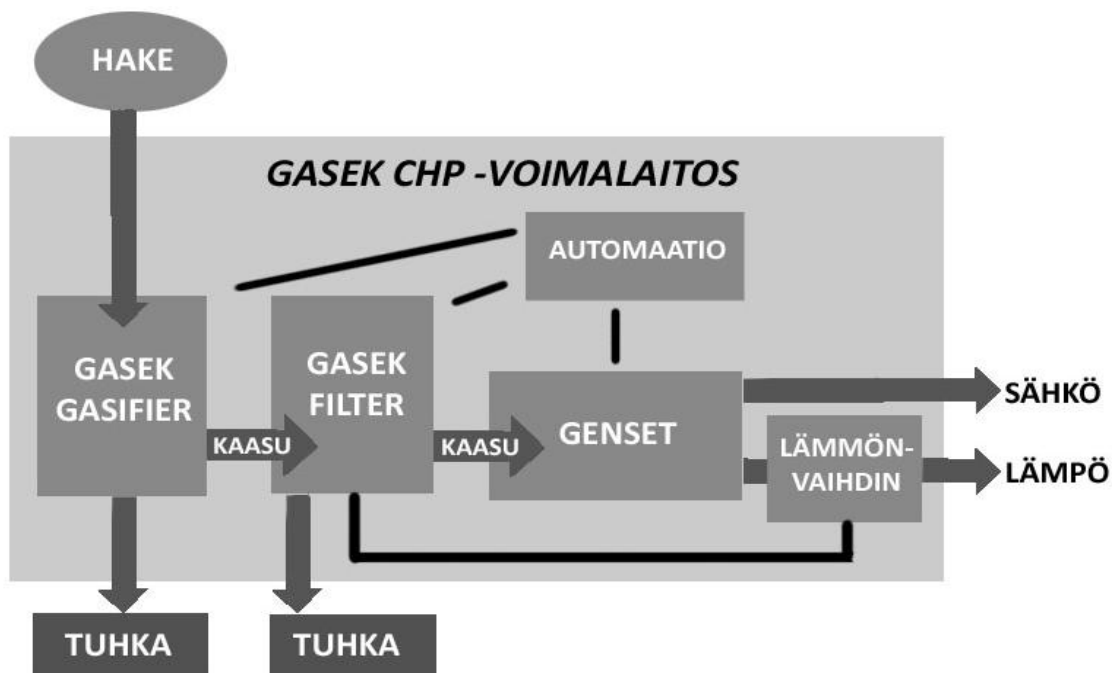 HAKE
GASEK CHP -VOIMALAITOS
AUTOMAATIO
GASEK
GASIFIER
KAASU
GASEK
FILTER
KAASU
GENSET
SÄHKÖ
LÄMMÖN-
VAIHDIN
LÄMPÖ
TUHKA
TUHKA